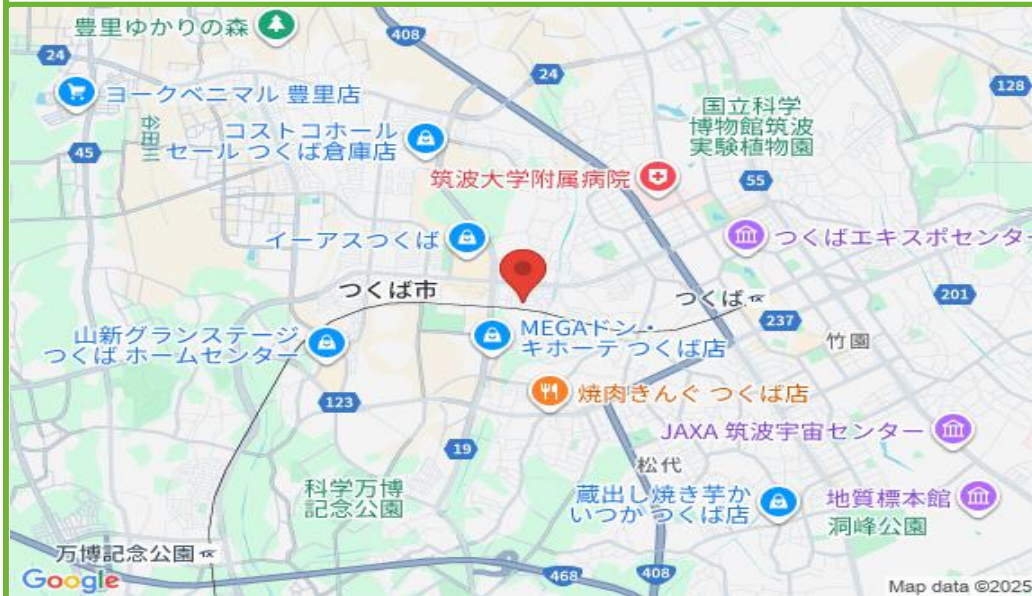 豊里ゆかりの森
408
24
24
128
ヨークベニマル 豊里店
国立科学
博物館筑波
実験植物園
谷田川
コストコホール
セール つくば倉庫店
45
筑波大学附属病院
55
イーアスつくば
つくばエキスポセンタ
つくば市
つくば
201
237
山新グランステージ
つくば ホームセンター
MEGAドン・
キホーテ つくば店
竹園
焼肉きんぐ つくば店
123
JAXA 筑波宇宙センター
19
松代
科学万博
記念公園
蔵出し焼き芋か
いつか つくば店
地質標本館
洞峰公園
万博記念公園
468
408
Google
Map data ©2025